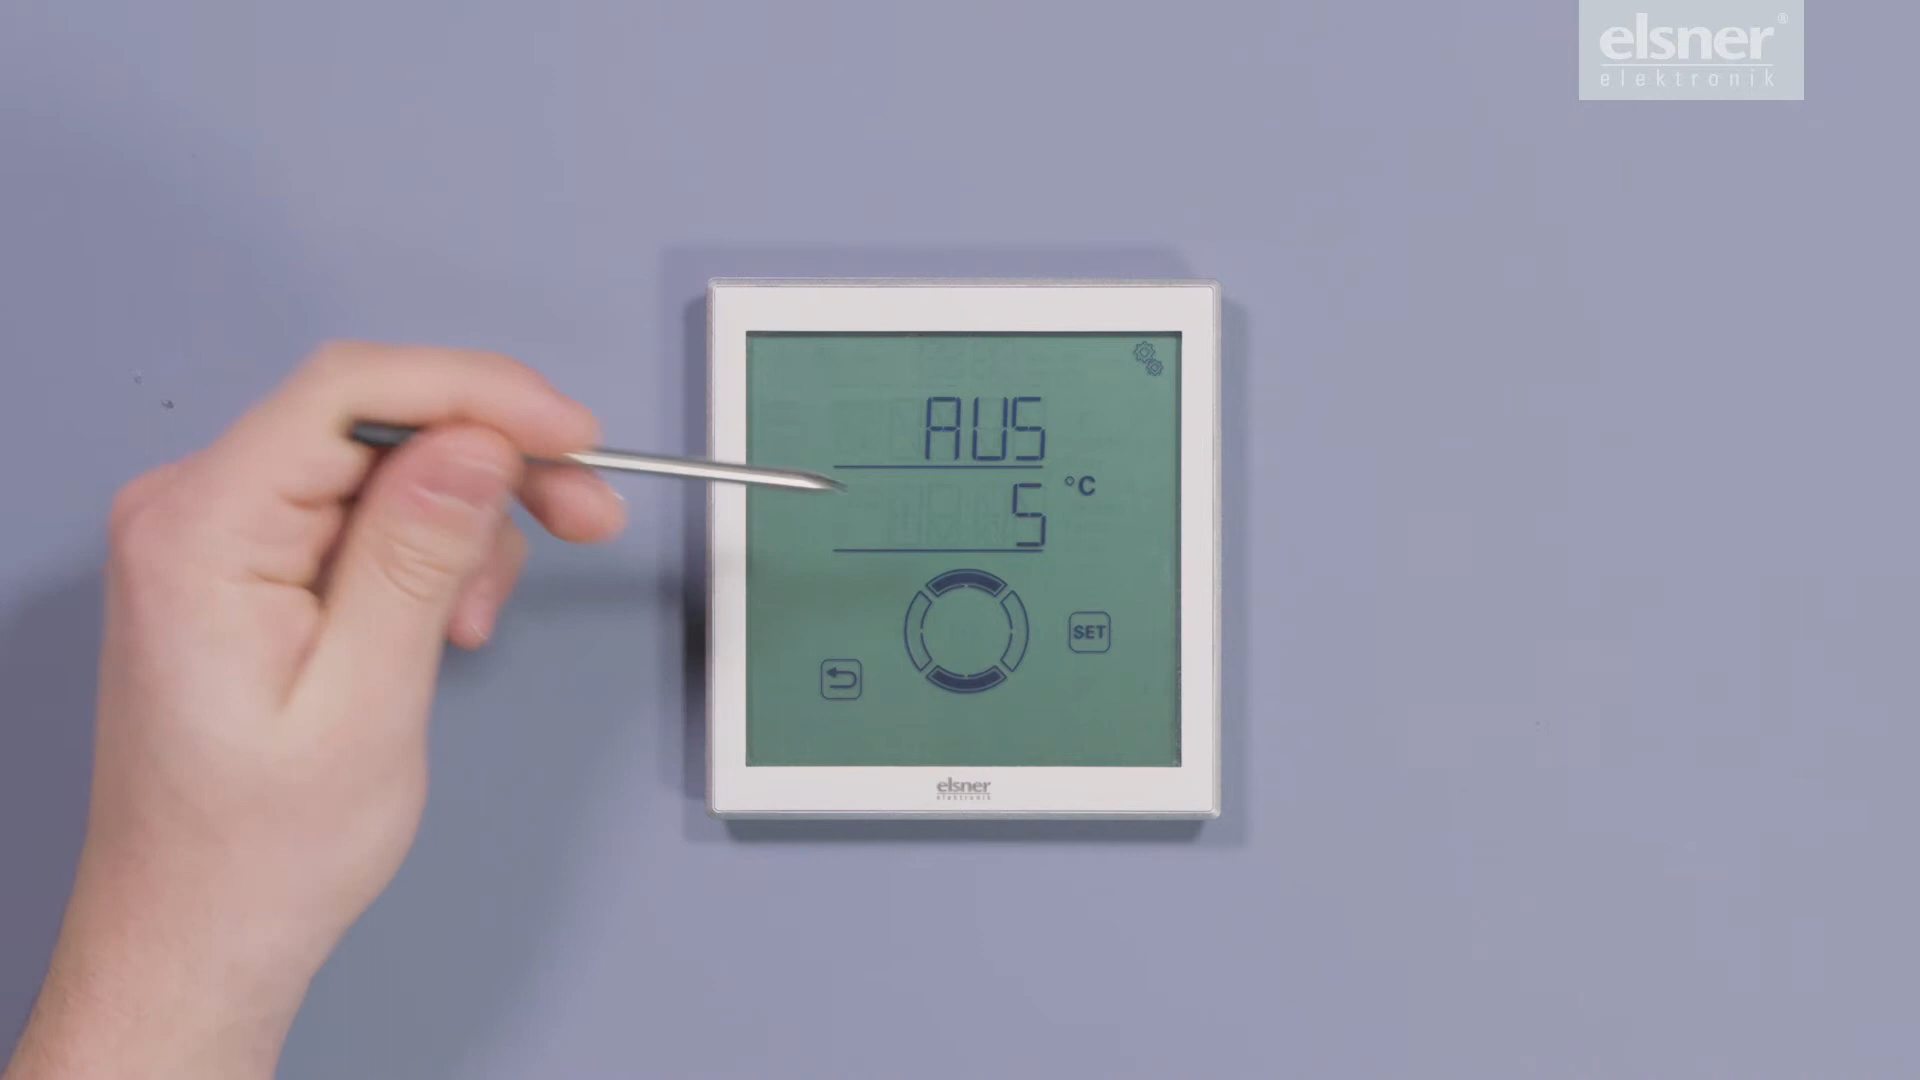 elsner®
elektronik
AUS
5 °C
SET
elsner
elektronik